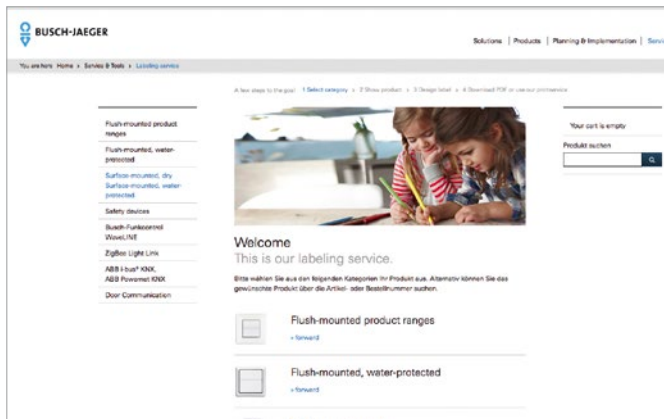 BUSCH-JAEGER
Solutions | Products | Planning & Implementation | Servi
You are here: Home › Service & Tools › Labeling service
A few steps to the goal: 1 Select category › 2 Show product › 3 Design label › 4 Download PDF or use our printservice
Flush-mounted product
ranges
Flush-mounted, water-
protected
Surface-mounted, dry
Surface-mounted, water-
protected
Safety devices
Busch-Funkcontrol
WaveLINE
ZigBee Light Link
ABB i-bus® KNX,
ABB Powernet KNX
Door Communication
Your cart is empty
Produkt suchen
Welcome
This is our labeling service.
Bitte wählen Sie aus den folgenden Kategorien Ihr Produkt aus. Alternativ können Sie das
gewünschte Produkt über die Artikel- oder Bestellnummer suchen.
Flush-mounted product ranges
› forward
Flush-mounted, water-protected
› forward